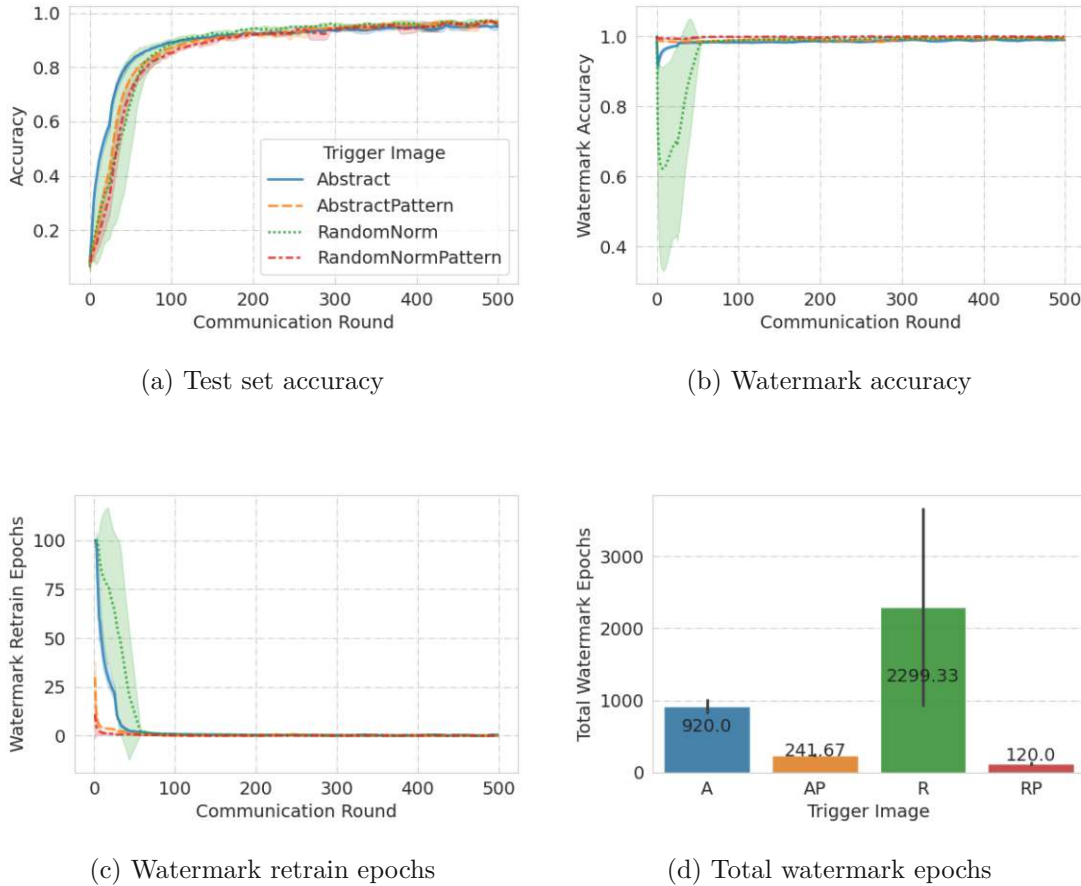 1.0
0.8
0.6
0.4
0.2
Accuracy
Trigger Image
Abstract
AbstractPattern
RandomNorm
RandomNormPattern
0 100 200 300 400 500
Communication Round
(a) Test set accuracy
1.0
0.8
0.6
0.4
Watermark Accuracy
0 100 200 300 400 500
Communication Round
(b) Watermark accuracy
100
75
50
25
0
Watermark Retrain Epochs
0 100 200 300 400 500
Communication Round
(c) Watermark retrain epochs
3000
2000
1000
0
Total Watermark Epochs
920.0
241.67
2299.33
120.0
A AP R RP
Trigger Image
(d) Total watermark epochs